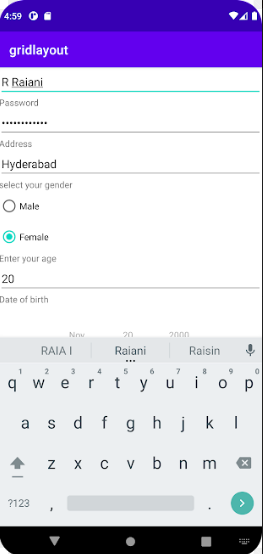 4:59
gridlayout
R Raiani
Password
••••••••••••
Address
Hyderabad
select your gender
Male
Female
Enter your age
20
Date of birth
Nov 20 2000
RAIA I Raiani Raisin
1 2 3 4 5 6 7 8 9 0
q w e r t y u i o p
a s d f g h j k l
z x c v b n m
?123 , .